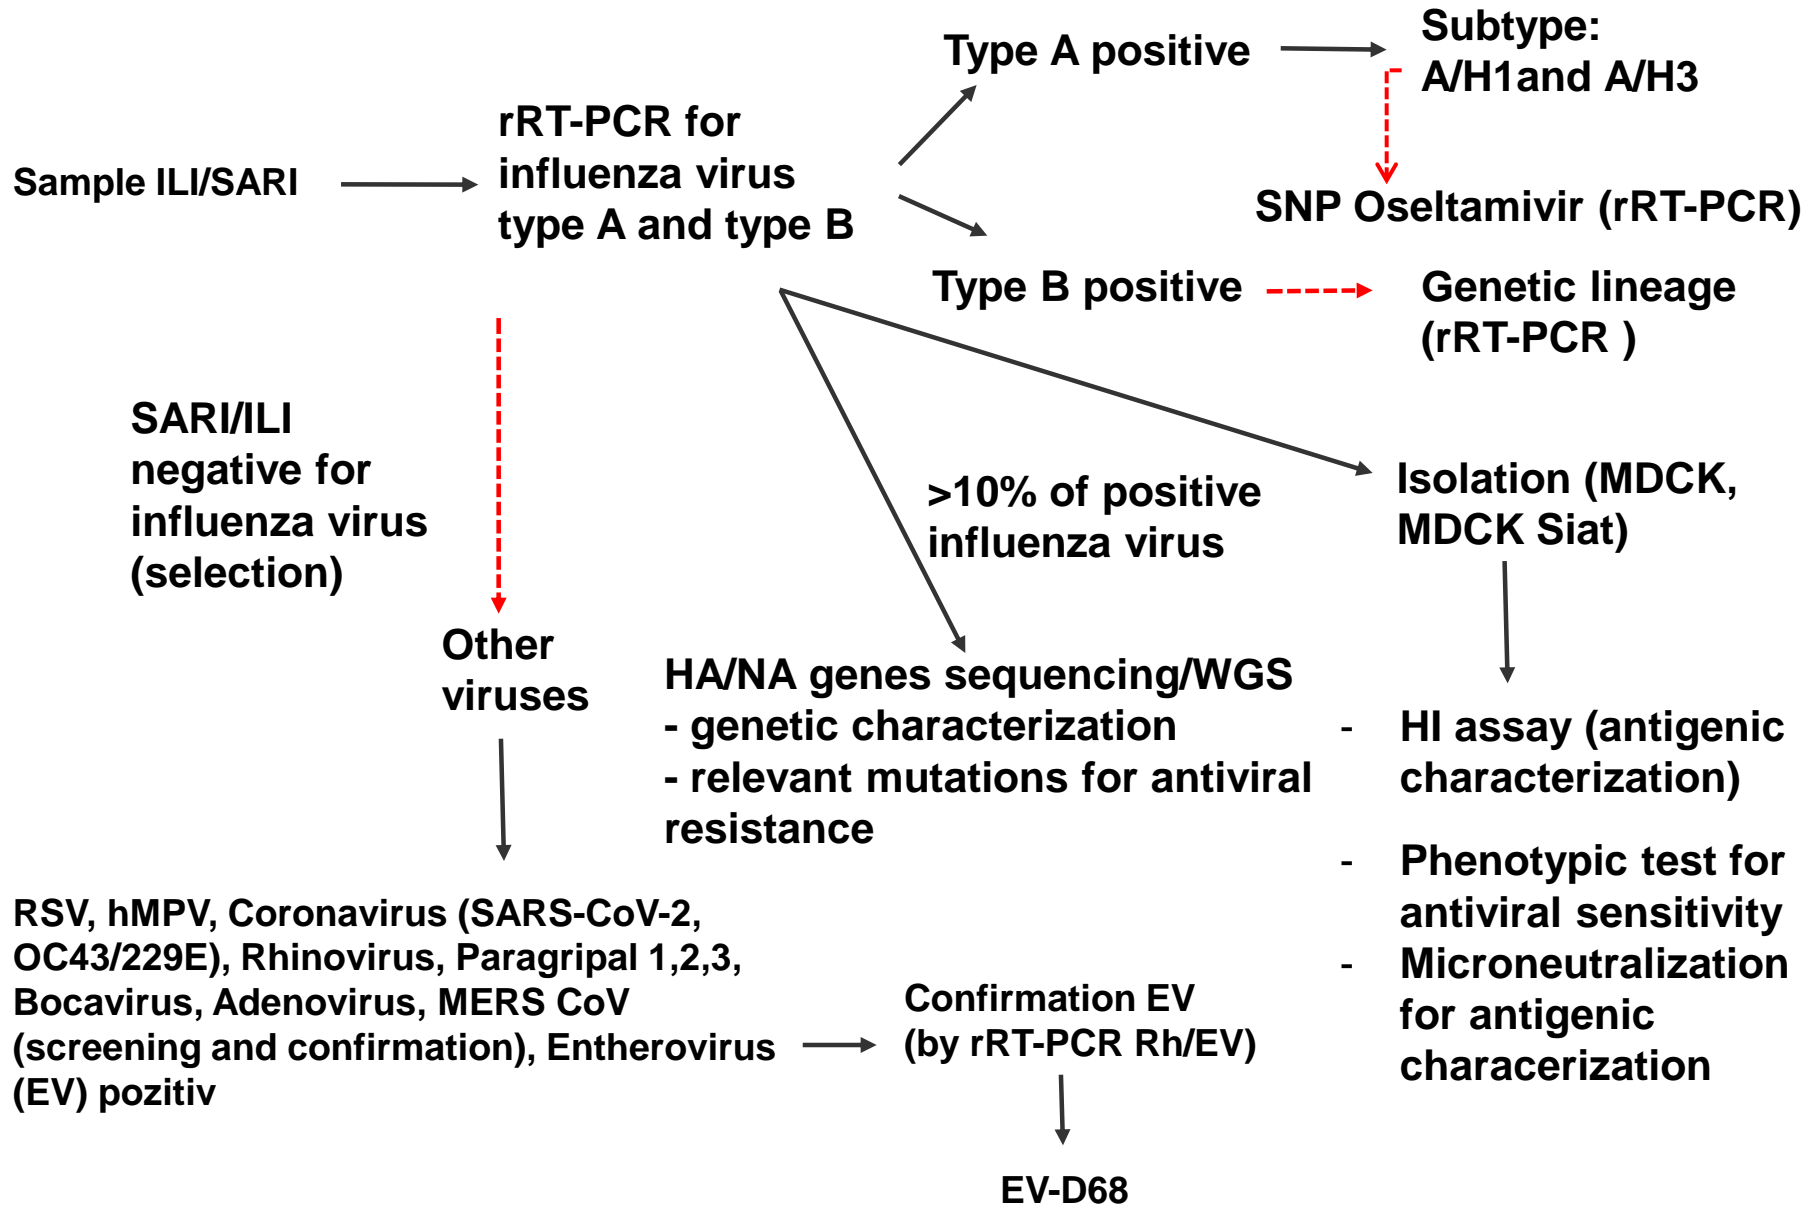 Sample ILI/SARI
rRT-PCR for
influenza virus
type A and type B
Type A positive
Subtype:
A/H1and A/H3
SNP Oseltamivir (rRT-PCR)
Type B positive
Genetic lineage
(rRT-PCR )
SARI/ILI
negative for
influenza virus
(selection)
>10% of positive
influenza virus
Isolation (MDCK,
MDCK Siat)
Other
viruses
HA/NA genes sequencing/WGS
- genetic characterization
- relevant mutations for antiviral
resistance
- HI assay (antigenic
characterization)
- Phenotypic test for
antiviral sensitivity
- Microneutralization
for antigenic
characerization
RSV, hMPV, Coronavirus (SARS-CoV-2,
OC43/229E), Rhinovirus, Paragripal 1,2,3,
Bocavirus, Adenovirus, MERS CoV
(screening and confirmation), Entherovirus
(EV) pozitiv
Confirmation EV
(by rRT-PCR Rh/EV)
EV-D68